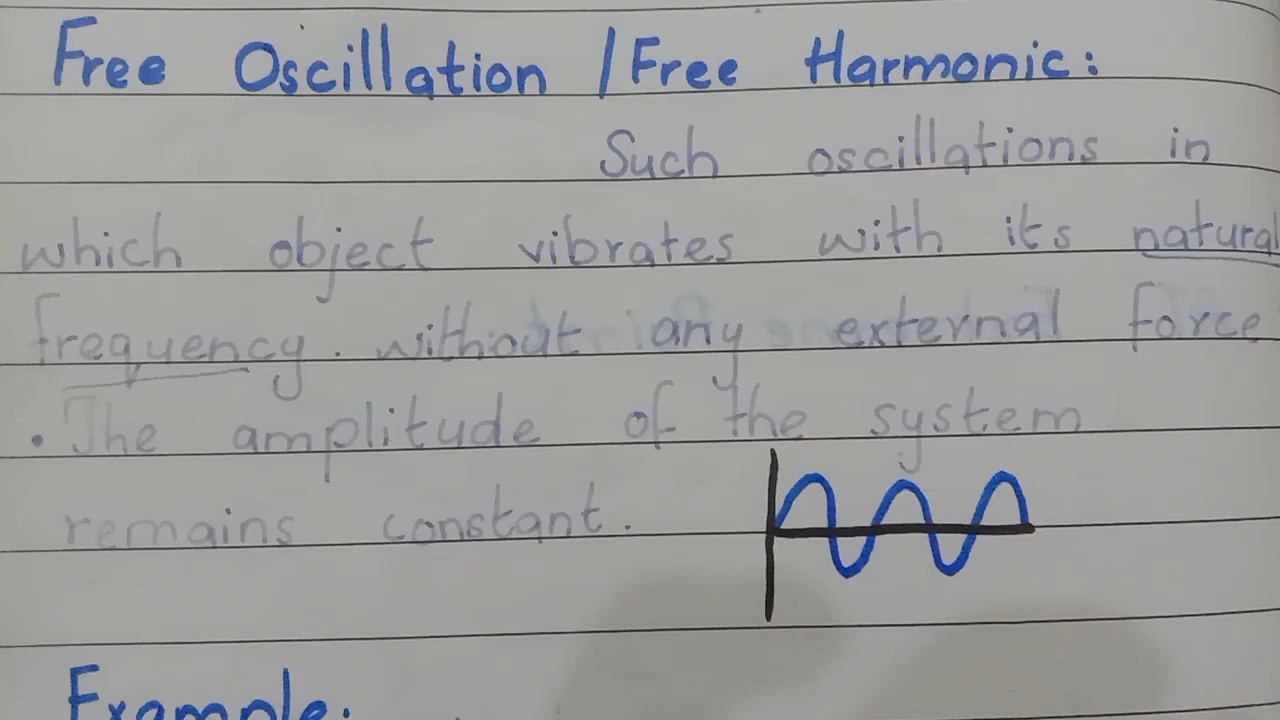 Free Oscillation / Free Harmonic:
Such oscillations in
which object vibrates with its natural
frequency. without any external force
• The amplitude of the system
remains constant.
Example: